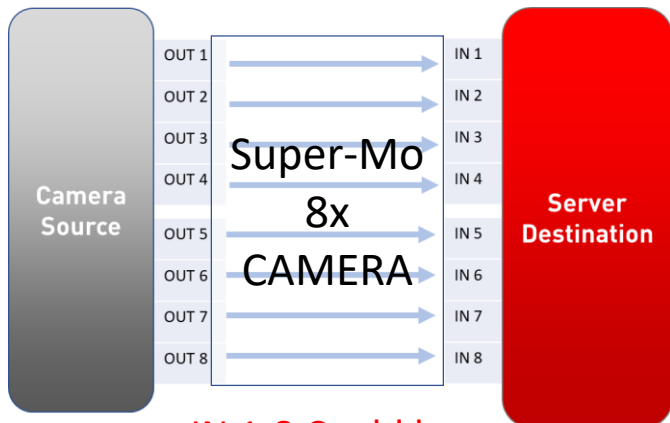 Camera
Source
OUT 1
OUT 2
OUT 3
OUT 4
OUT 5
OUT 6
OUT 7
OUT 8
Super-Mo
8x
CAMERA
IN 1
IN 2
IN 3
IN 4
IN 5
IN 6
IN 7
IN 8
Server
Destination